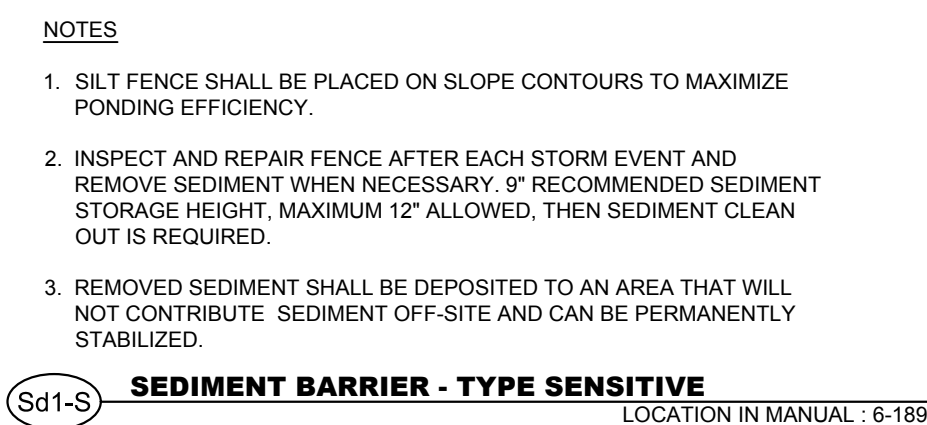 NOTES
1. SILT FENCE SHALL BE PLACED ON SLOPE CONTOURS TO MAXIMIZE
PONDING EFFICIENCY.
2. INSPECT AND REPAIR FENCE AFTER EACH STORM EVENT AND
REMOVE SEDIMENT WHEN NECESSARY. 9" RECOMMENDED SEDIMENT
STORAGE HEIGHT, MAXIMUM 12" ALLOWED, THEN SEDIMENT CLEAN
OUT IS REQUIRED.
3. REMOVED SEDIMENT SHALL BE DEPOSITED TO AN AREA THAT WILL
NOT CONTRIBUTE SEDIMENT OFF-SITE AND CAN BE PERMANENTLY
STABILIZED.
Sd1-S
SEDIMENT BARRIER - TYPE SENSITIVE
LOCATION IN MANUAL : 6-189